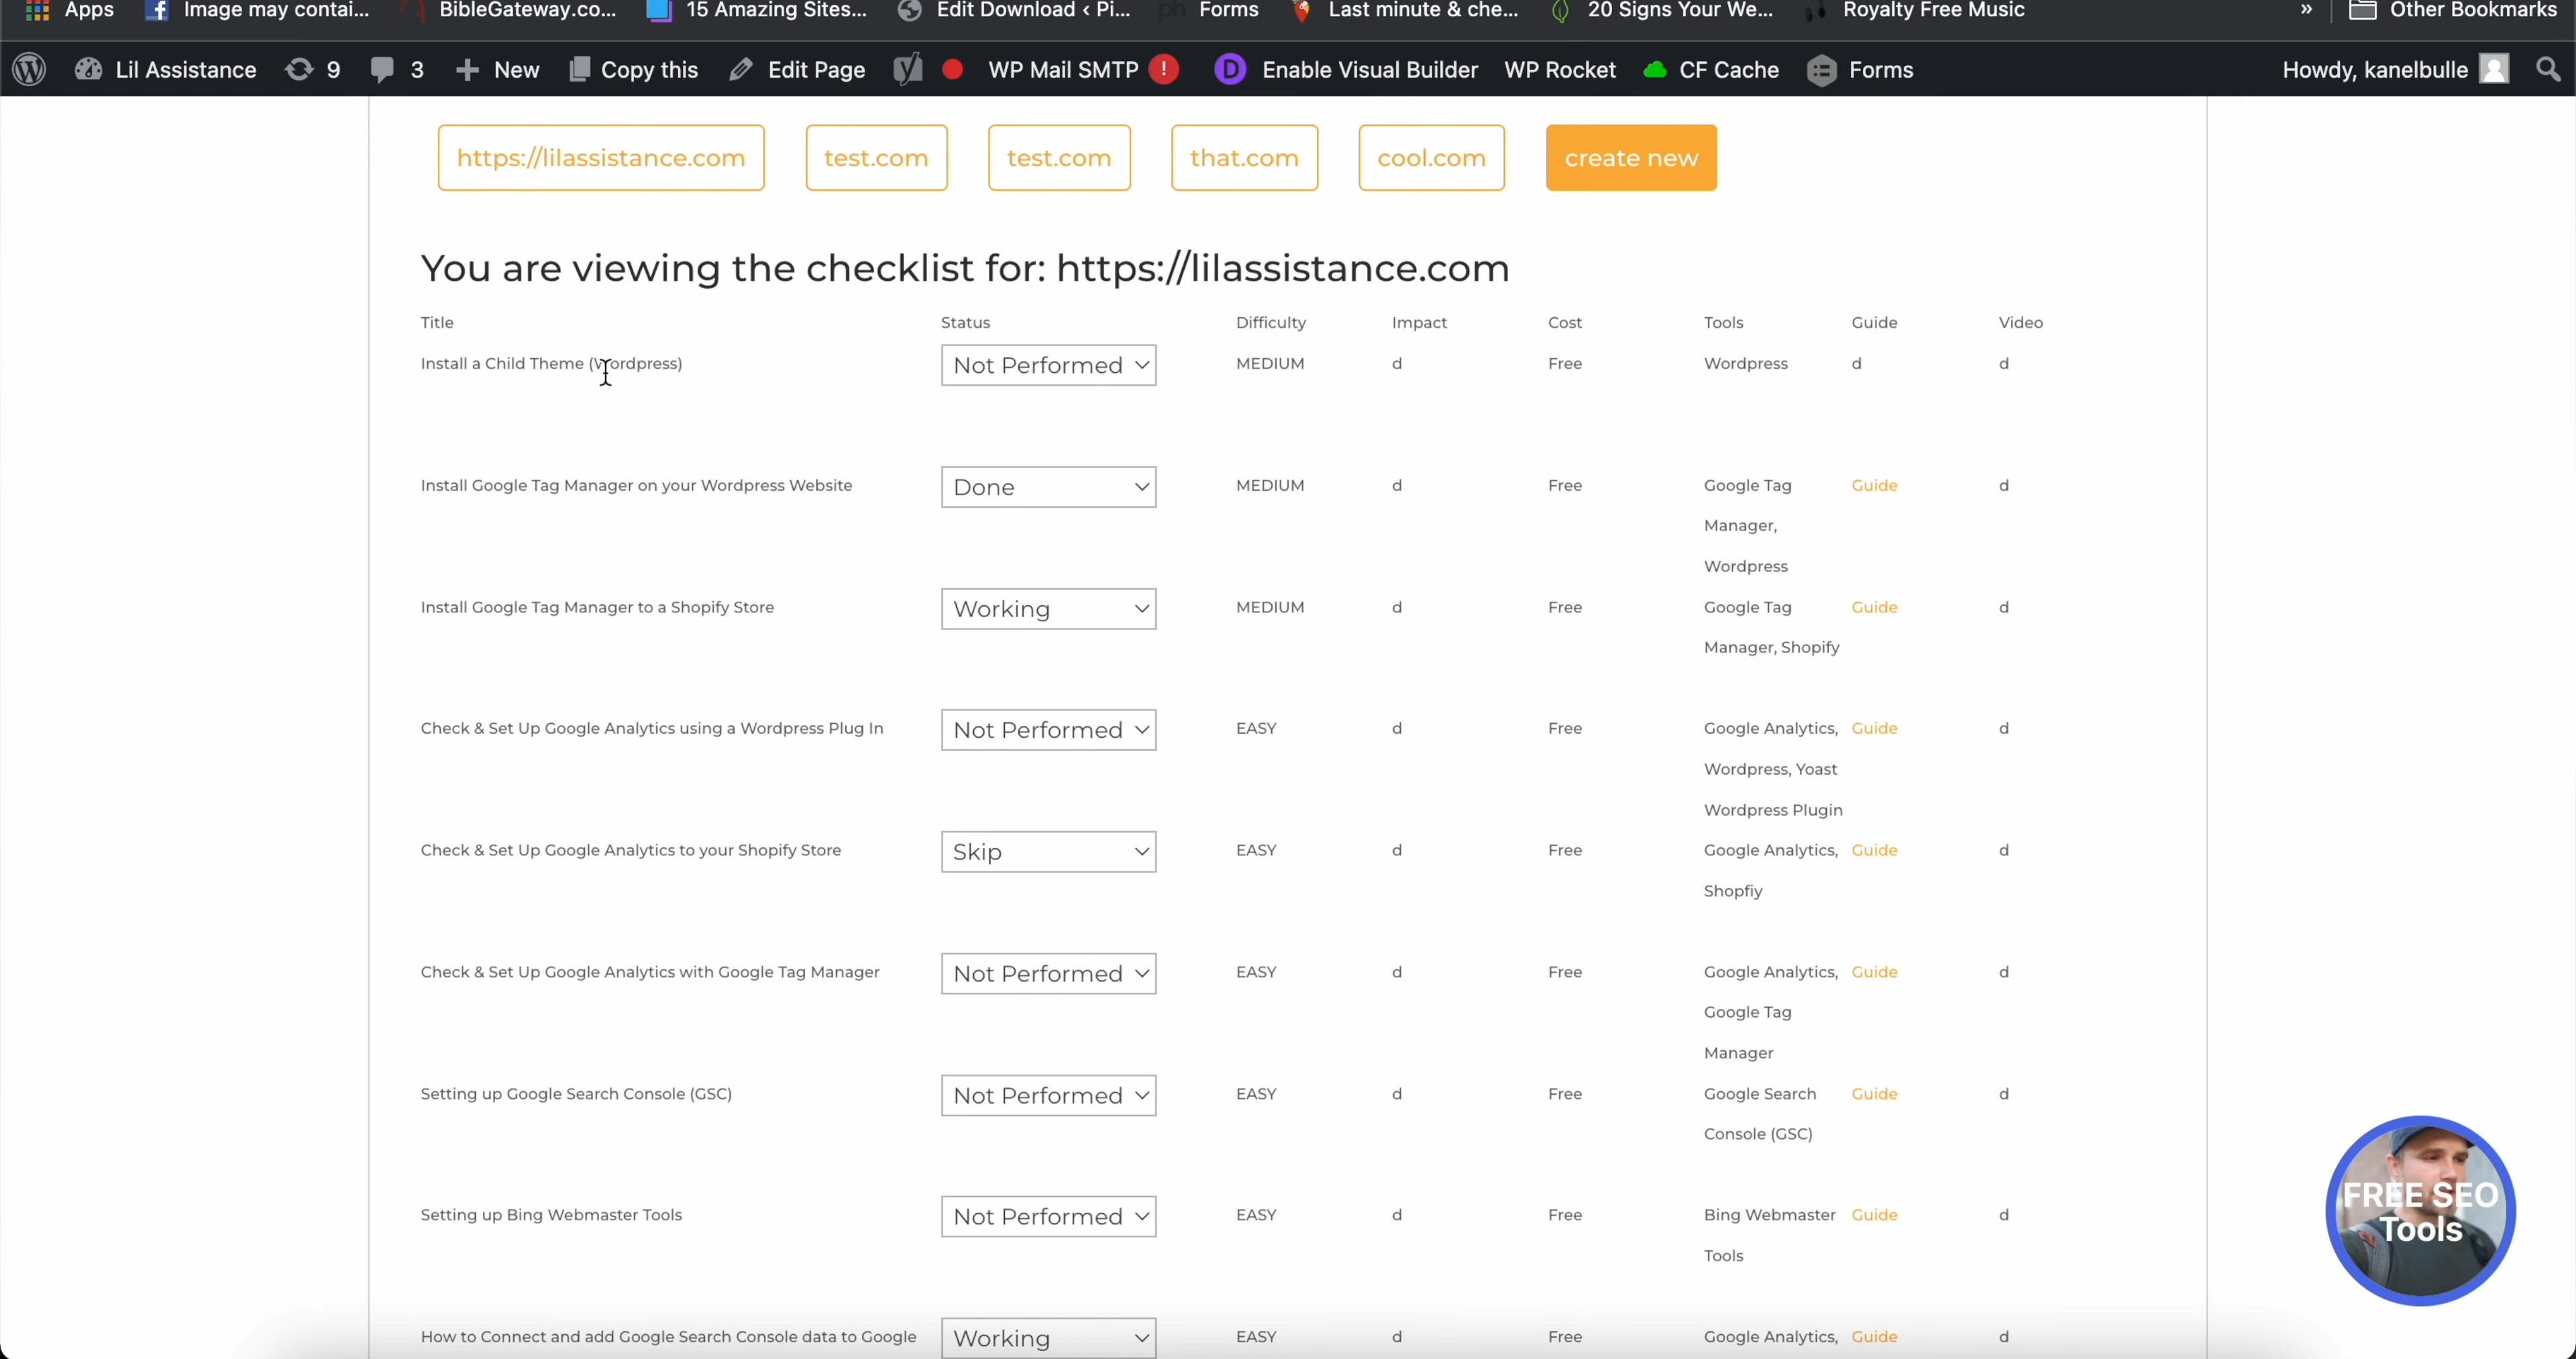 Apps Image may contai... BibleGateway.co... 15 Amazing Sites... Edit Download ‹ Pi... ph Forms Last minute & che... 20 Signs Your We... Royalty Free Music » Other Bookmarks
Lil Assistance 9 3 New Copy this Edit Page WP Mail SMTP ! D Enable Visual Builder WP Rocket CF Cache Forms Howdy, kanelbulle
https://lilassistance.com test.com test.com that.com cool.com create new
You are viewing the checklist for: https://lilassistance.com
Title Status Difficulty Impact Cost Tools Guide Video
Install a Child Theme (Wordpress) Not Performed MEDIUM d Free Wordpress d d
Install Google Tag Manager on your Wordpress Website Done MEDIUM d Free Google Tag Guide d
Manager,
Wordpress
Install Google Tag Manager to a Shopify Store Working MEDIUM d Free Google Tag Guide d
Manager, Shopify
Check & Set Up Google Analytics using a Wordpress Plug In Not Performed EASY d Free Google Analytics, Guide d
Wordpress, Yoast
Wordpress Plugin
Check & Set Up Google Analytics to your Shopify Store Skip EASY d Free Google Analytics, Guide d
Shopfiy
Check & Set Up Google Analytics with Google Tag Manager Not Performed EASY d Free Google Analytics, Guide d
Google Tag
Manager
Setting up Google Search Console (GSC) Not Performed EASY d Free Google Search Guide d
Console (GSC)
Setting up Bing Webmaster Tools Not Performed EASY d Free Bing Webmaster Guide d
Tools
How to Connect and add Google Search Console data to Google Working EASY d Free Google Analytics, Guide d
FREE SEO
Tools